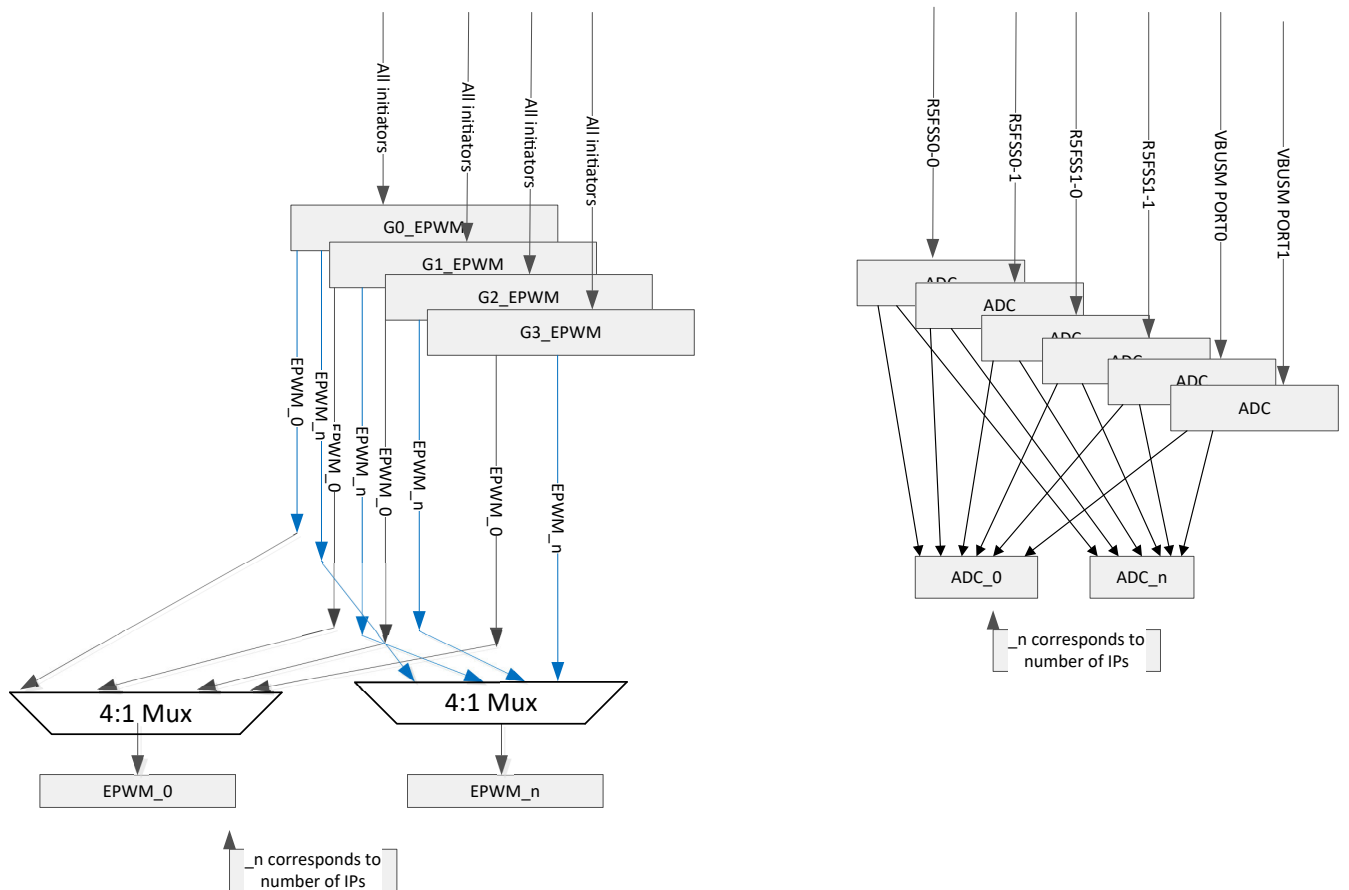 All initiators
All initiators
All initiators
All initiators
G0_EPWM
G1_EPWM
G2_EPWM
G3_EPWM
EPWM_0
EPWM_n
EPWM_0
EPWM_n
EPWM_0
EPWM_n
EPWM_0
EPWM_n
4:1 Mux
4:1 Mux
EPWM_0
EPWM_n
_n corresponds to
number of IPs
R5FSS0-0
R5FSS0-1
R5FSS1-0
R5FSS1-1
VBUSM PORT0
VBUSM PORT1
ADC
ADC
ADC
ADC
ADC
ADC
ADC_0
ADC_n
_n corresponds to
number of IPs